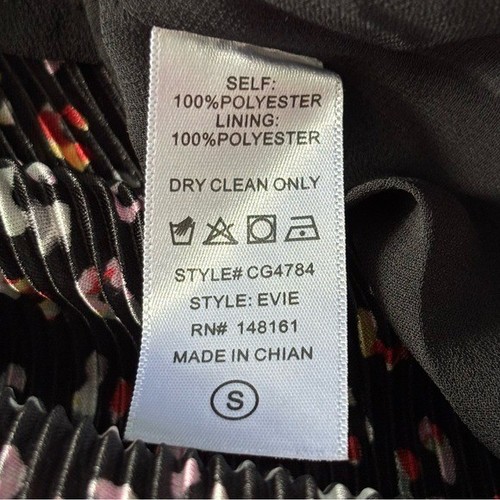 SELF:
100%POLYESTER
LINING:
100%POLYESTER
DRY CLEAN ONLY
STYLE# CG4784
STYLE: EVIE
RN# 148161
MADE IN CHIAN
S